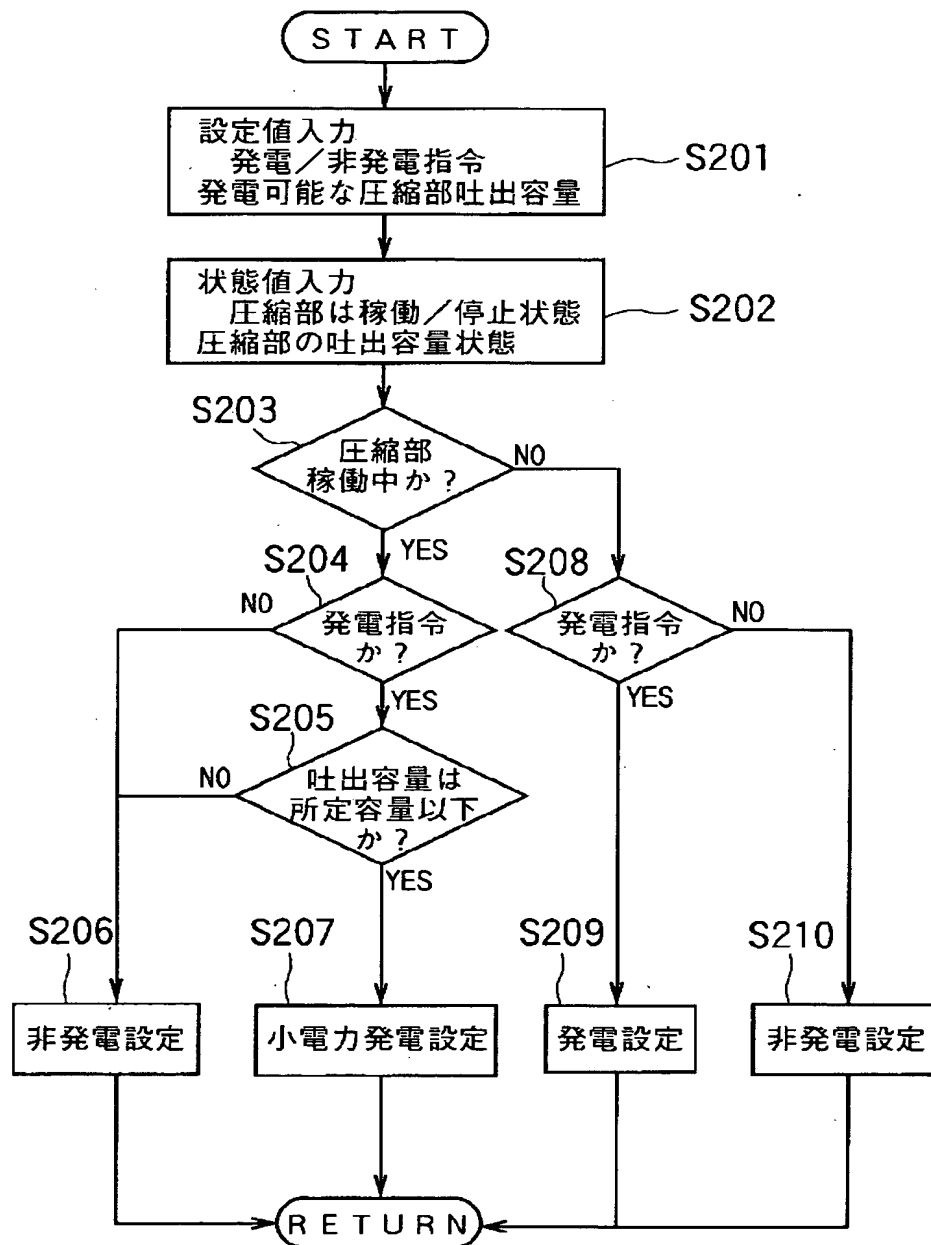 START
設定値入力
発電／非発電指令
発電可能な圧縮部吐出容量
S201
状態値入力
圧縮部は稼働／停止状態
圧縮部の吐出容量状態
S202
S203
圧縮部
稼働中か？
NO
YES
S204
NO
発電指令
か？
YES
S208
発電指令
か？
NO
YES
S205
NO
吐出容量は
所定容量以下
か？
YES
S206
非発電設定
S207
小電力発電設定
S209
発電設定
S210
非発電設定
RETURN